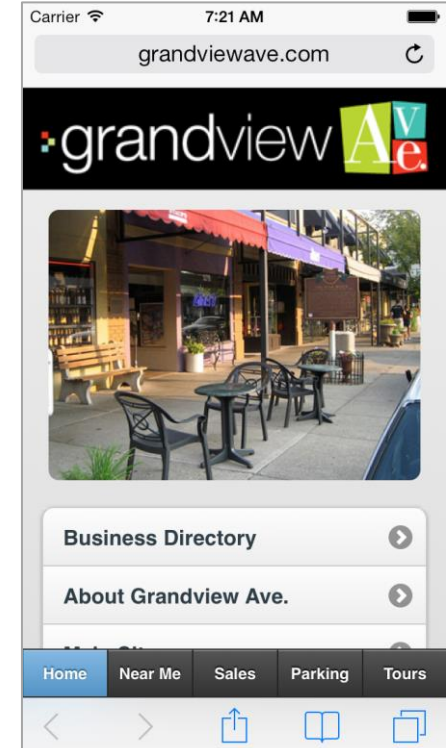 Carrier 7:21 AM
grandviewave.com
grandview Ave.
Business Directory
About Grandview Ave.
Home Near Me Sales Parking Tours